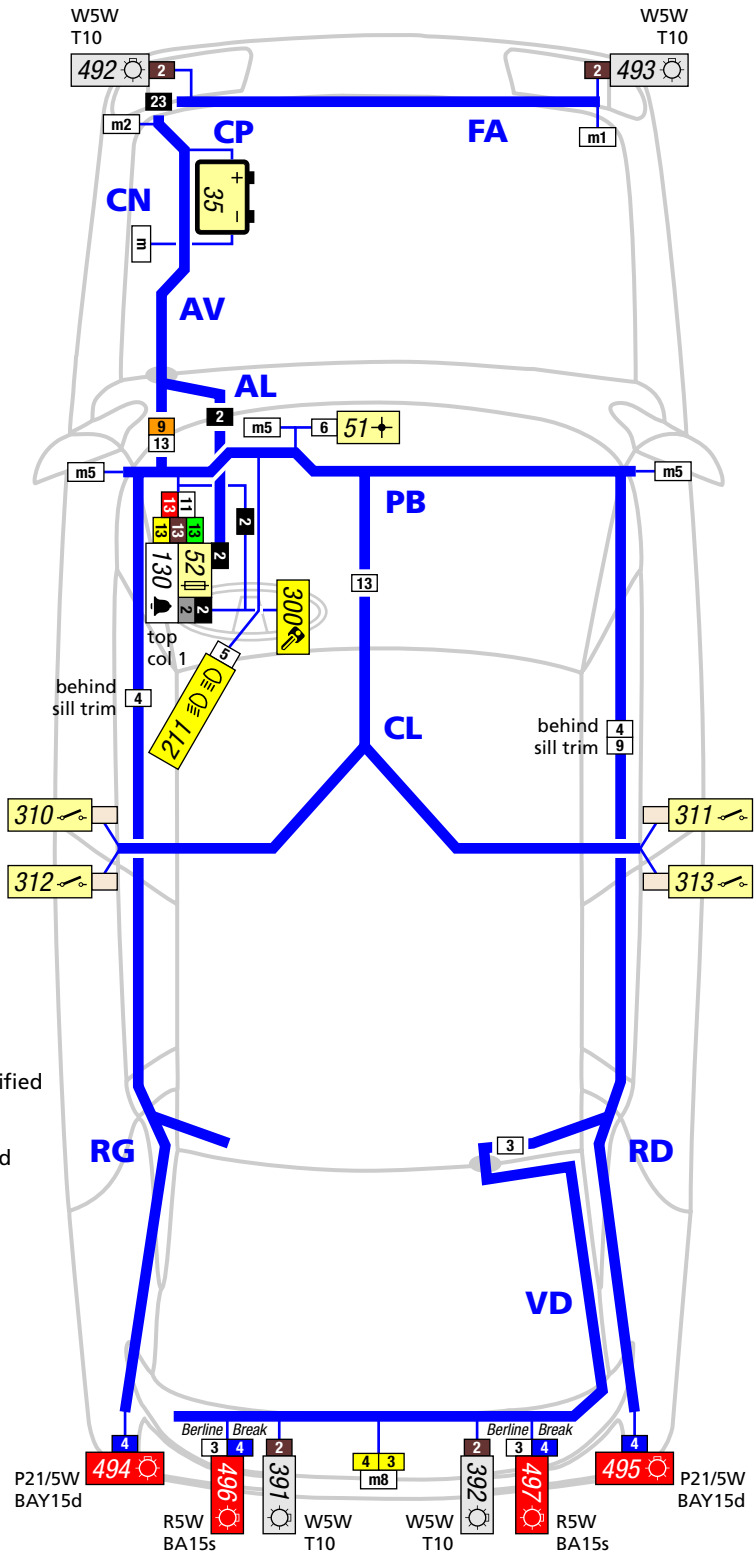 W5W
T10
W5W
T10
492
2
2
493
23
m2
CP
FA
m1
+
35
–
CN
m
AV
AL
9
13
2
m5
6
51
m5
m5
PB
13
11
13
13
13
2
2
13
130
52
300
2
2
top
col 1
5
211
behind
sill trim
4
CL
behind
sill trim
4
9
310
311
312
313
ified
d
RG
3
RD
VD
Berline
Break
Berline
Break
4
3
4
2
4 3
2
3
4
4
m8
494
496
391
392
497
495
P21/5W
BAY15d
R5W
BA15s
W5W
T10
W5W
T10
R5W
BA15s
P21/5W
BAY15d